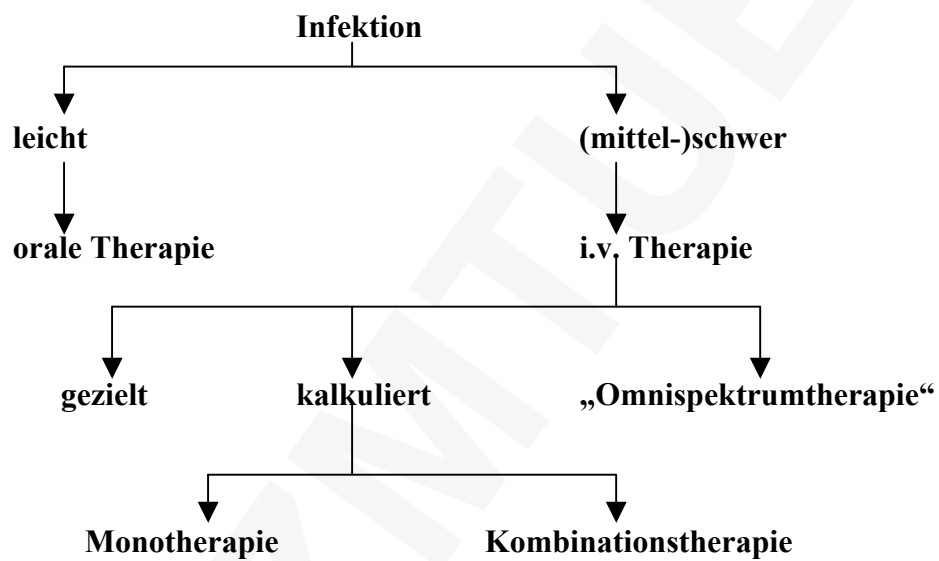 Infektion
leicht (mittel-)schwer
orale Therapie i.v. Therapie
gezielt kalkuliert „Omnispektrumtherapie“
Monotherapie Kombinationstherapie